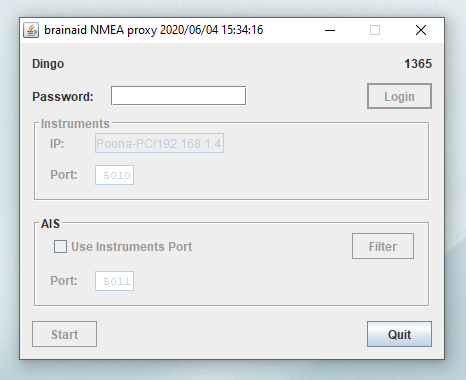 brainaid NMEA proxy 2020/06/04 15:34:16
Dingo 1365
Password: Login
Instruments
IP: Poona-PC/192.168.1.4
Port: 5010
AIS
Use Instruments Port Filter
Port: 5011
Start Quit